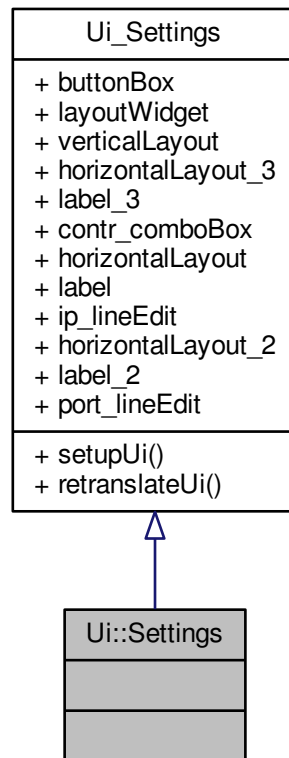 Ui_Settings
+ buttonBox
+ layoutWidget
+ verticalLayout
+ horizontalLayout_3
+ label_3
+ contr_comboBox
+ horizontalLayout
+ label
+ ip_lineEdit
+ horizontalLayout_2
+ label_2
+ port_lineEdit
+ setupUi()
+ retranslateUi()
Ui::Settings